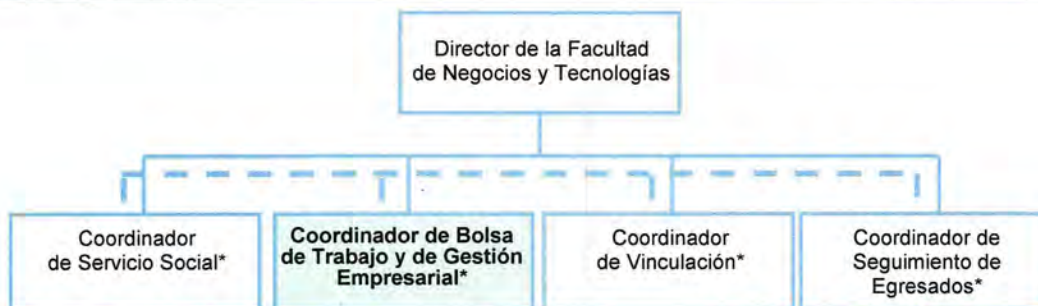 Director de la Facultad
de Negocios y Tecnologías
Coordinador
de Servicio Social*
Coordinador de Bolsa
de Trabajo y de Gestión
Empresarial*
Coordinador
de Vinculación*
Coordinador de
Seguimiento de
Egresados*